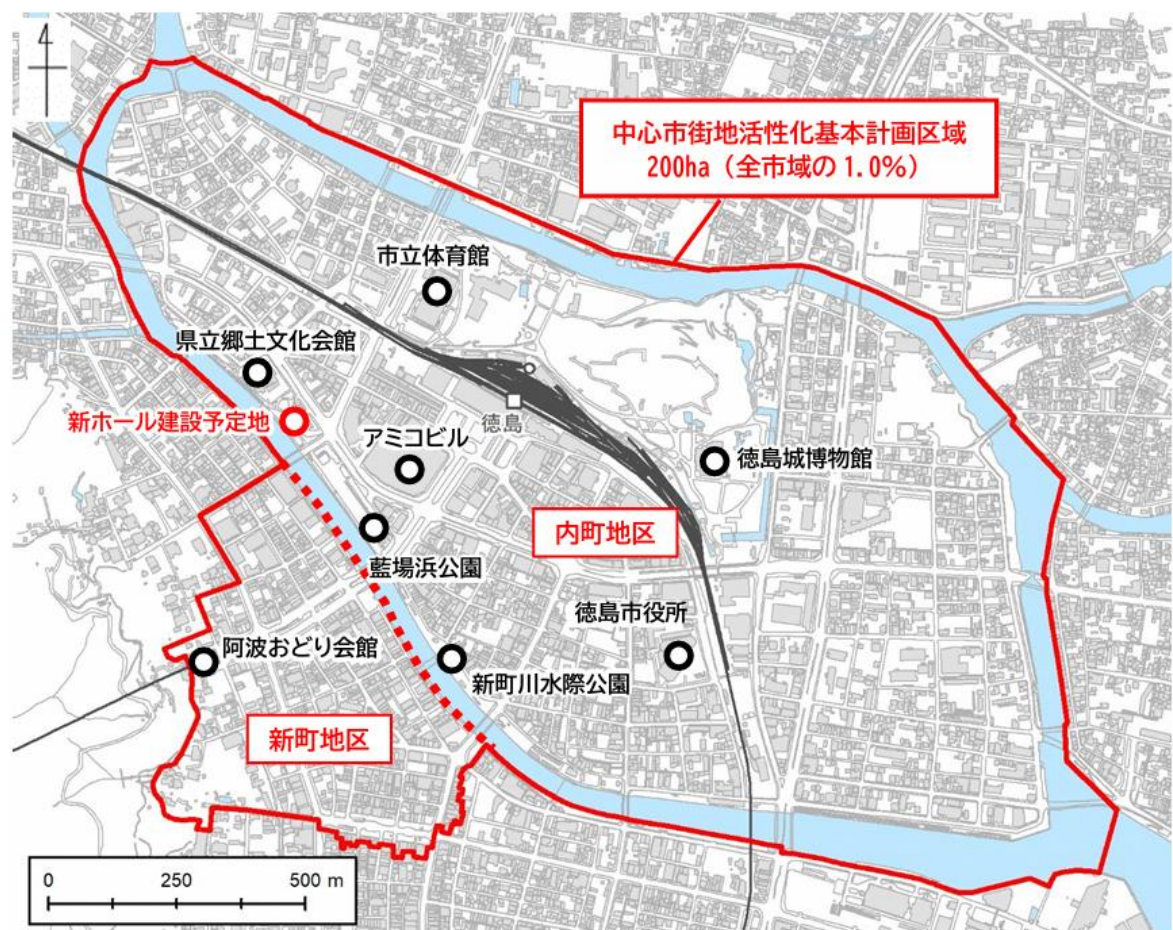 4
中心市街地活性化基本計画区域
200ha（全市域の1.0%）
市立体育館
県立郷土文化会館
新ホール建設予定地
徳島
アミコビル
徳島城博物館
内町地区
藍場浜公園
徳島市役所
阿波おどり会館
新町川水際公園
新町地区
0 250 500 m